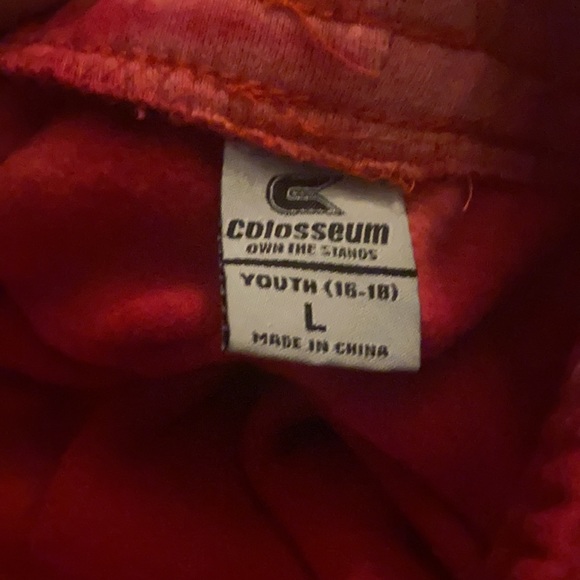 COLOSSEUM
OWN THE STANDS
YOUTH (16-18)
L
MADE IN CHINA